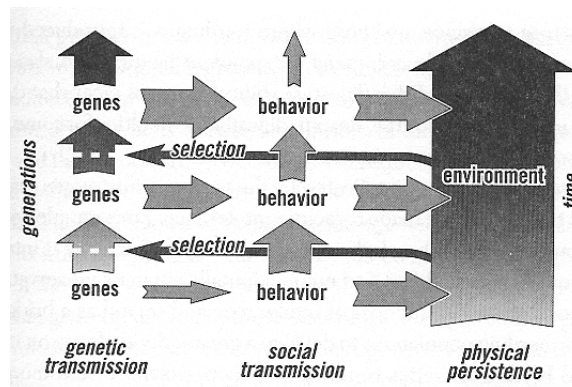 genes
behavior
selection
environment
generations
genes
behavior
time
selection
genes
behavior
genetic
transmission
social
transmission
physical
persistence